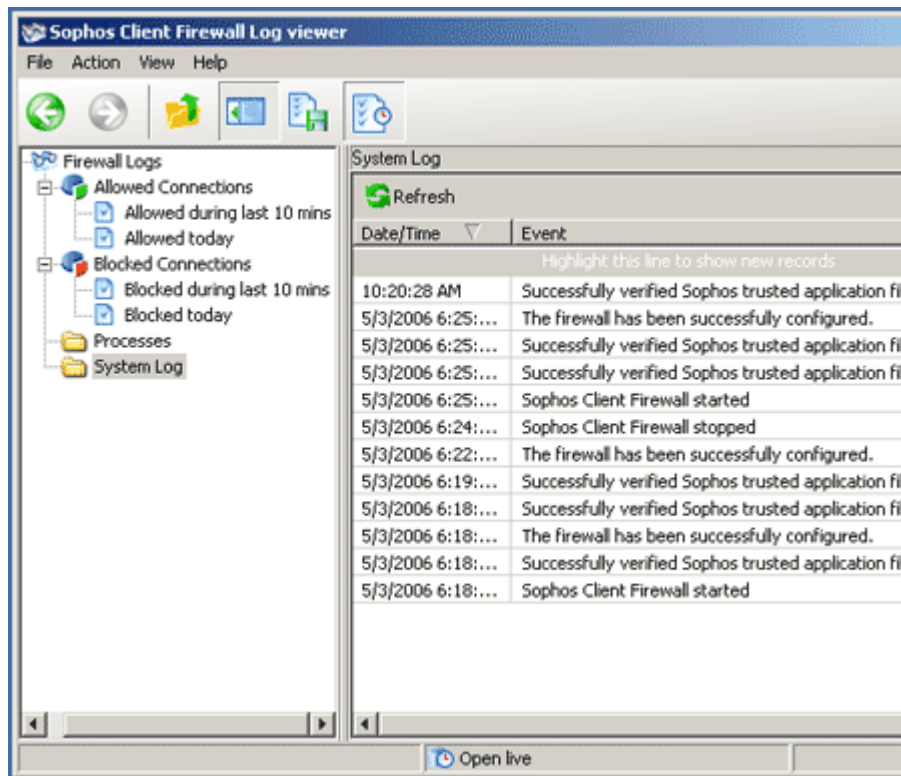 Sophos Client Firewall Log viewer
File Action View Help
Firewall Logs
Allowed Connections
Allowed during last 10 mins
Allowed today
Blocked Connections
Blocked during last 10 mins
Blocked today
Processes
System Log
System Log
Refresh
Date/Time Event
Highlight this line to show new records
10:20:28 AM Successfully verified Sophos trusted application fi
5/3/2006 6:25:... The firewall has been successfully configured.
5/3/2006 6:25:... Successfully verified Sophos trusted application fi
5/3/2006 6:25:... Successfully verified Sophos trusted application fi
5/3/2006 6:25:... Sophos Client Firewall started
5/3/2006 6:24:... Sophos Client Firewall stopped
5/3/2006 6:22:... The firewall has been successfully configured.
5/3/2006 6:19:... Successfully verified Sophos trusted application fi
5/3/2006 6:18:... Successfully verified Sophos trusted application fi
5/3/2006 6:18:... The firewall has been successfully configured.
5/3/2006 6:18:... Successfully verified Sophos trusted application fi
5/3/2006 6:18:... Sophos Client Firewall started
Open live